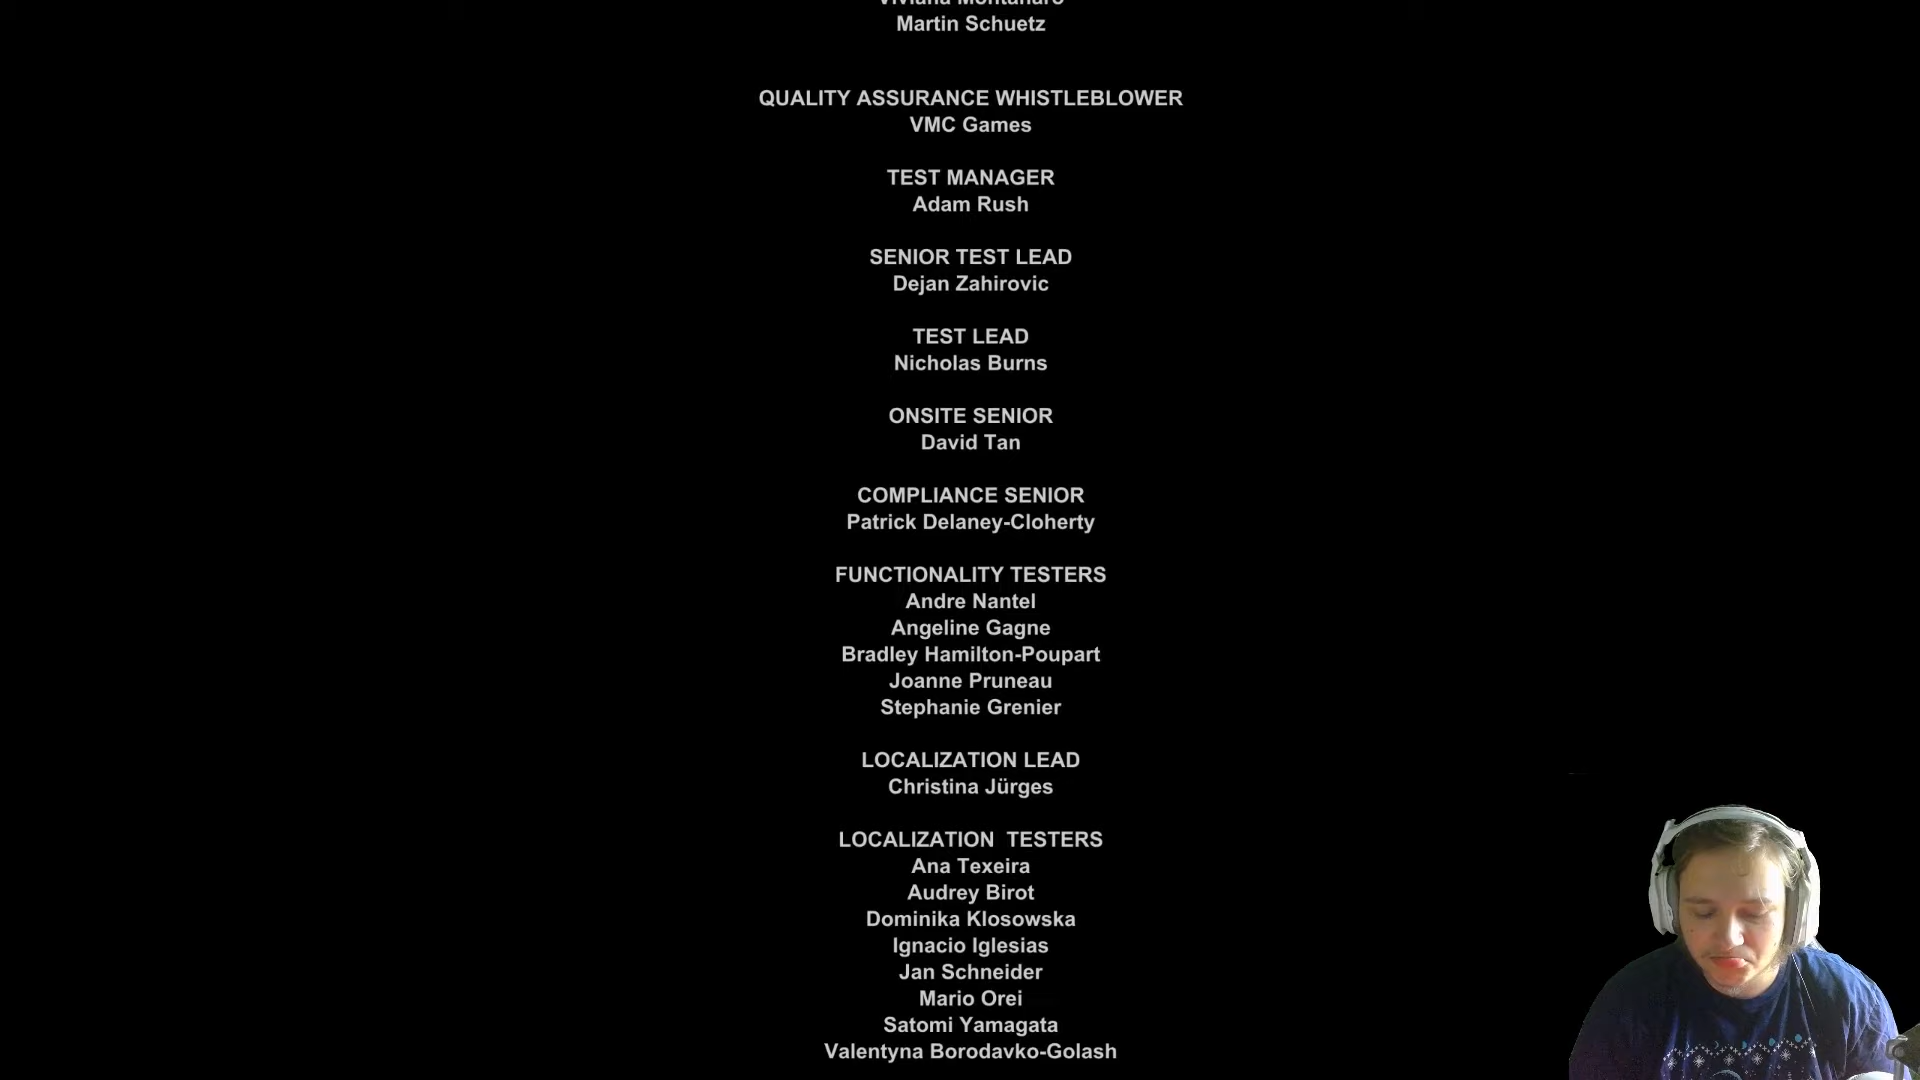 Viviana Montanaro
Martin Schuetz
QUALITY ASSURANCE WHISTLEBLOWER
VMC Games
TEST MANAGER
Adam Rush
SENIOR TEST LEAD
Dejan Zahirovic
TEST LEAD
Nicholas Burns
ONSITE SENIOR
David Tan
COMPLIANCE SENIOR
Patrick Delaney-Cloherty
FUNCTIONALITY TESTERS
Andre Nantel
Angeline Gagne
Bradley Hamilton-Poupart
Joanne Pruneau
Stephanie Grenier
LOCALIZATION LEAD
Christina Jürges
LOCALIZATION  TESTERS
Ana Texeira
Audrey Birot
Dominika Klosowska
Ignacio Iglesias
Jan Schneider
Mario Orei
Satomi Yamagata
Valentyna Borodavko-Golash